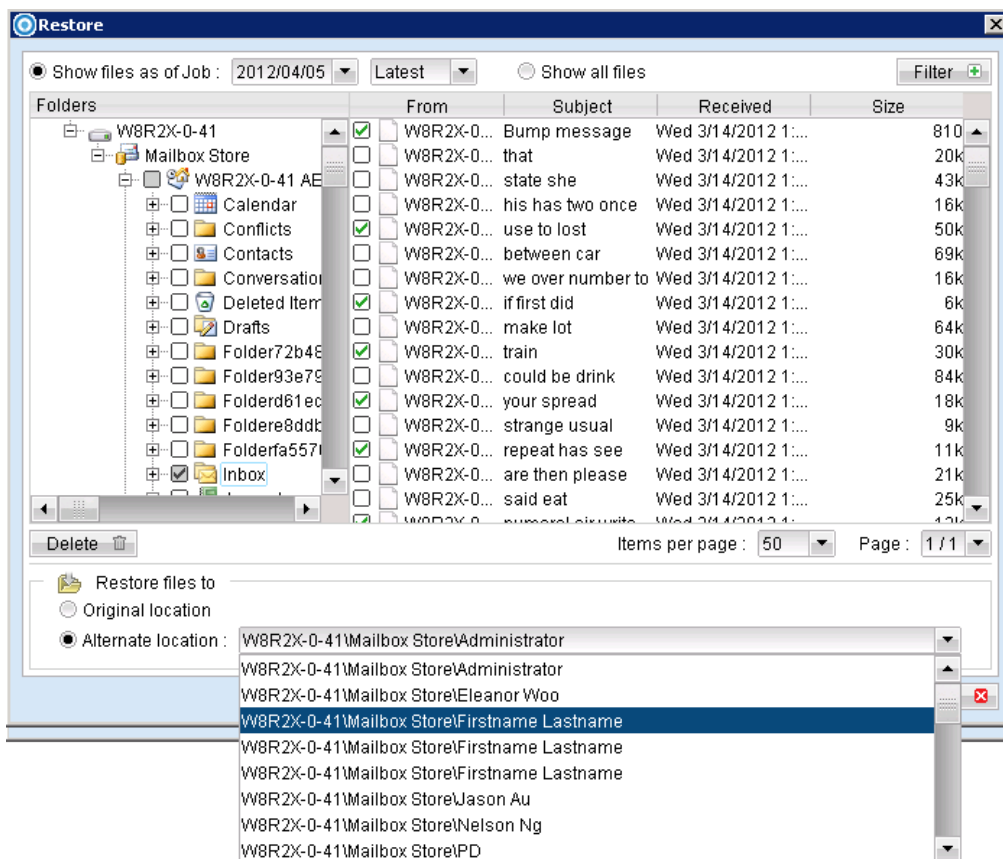 Restore
Show files as of Job : 2012/04/05 Latest Show all files Filter
Folders From Subject Received Size
W8R2X-0-41
Mailbox Store
W8R2X-0-41 AE
Calendar
Conflicts
Contacts
Conversation
Deleted Item
Drafts
Folder72b48
Folder93e79
Folderd61ec
Foldere8ddb
Folderfa557
Inbox
W8R2X-0... Bump message Wed 3/14/2012 1:... 810
W8R2X-0... that Wed 3/14/2012 1:... 20k
W8R2X-0... state she Wed 3/14/2012 1:... 43k
W8R2X-0... his has two once Wed 3/14/2012 1:... 16k
W8R2X-0... use to lost Wed 3/14/2012 1:... 50k
W8R2X-0... between car Wed 3/14/2012 1:... 69k
W8R2X-0... we over number to Wed 3/14/2012 1:... 16k
W8R2X-0... if first did Wed 3/14/2012 1:... 6k
W8R2X-0... make lot Wed 3/14/2012 1:... 64k
W8R2X-0... train Wed 3/14/2012 1:... 30k
W8R2X-0... could be drink Wed 3/14/2012 1:... 84k
W8R2X-0... your spread Wed 3/14/2012 1:... 18k
W8R2X-0... strange usual Wed 3/14/2012 1:... 9k
W8R2X-0... repeat has see Wed 3/14/2012 1:... 11k
W8R2X-0... are then please Wed 3/14/2012 1:... 21k
W8R2X-0... said eat Wed 3/14/2012 1:... 25k
Delete Items per page : 50 Page : 1 / 1
Restore files to
Original location
Alternate location : W8R2X-0-41\Mailbox Store\Administrator
W8R2X-0-41\Mailbox Store\Administrator
W8R2X-0-41\Mailbox Store\Eleanor Woo
W8R2X-0-41\Mailbox Store\Firstname Lastname
W8R2X-0-41\Mailbox Store\Firstname Lastname
W8R2X-0-41\Mailbox Store\Firstname Lastname
W8R2X-0-41\Mailbox Store\Jason Au
W8R2X-0-41\Mailbox Store\Nelson Ng
W8R2X-0-41\Mailbox Store\PD